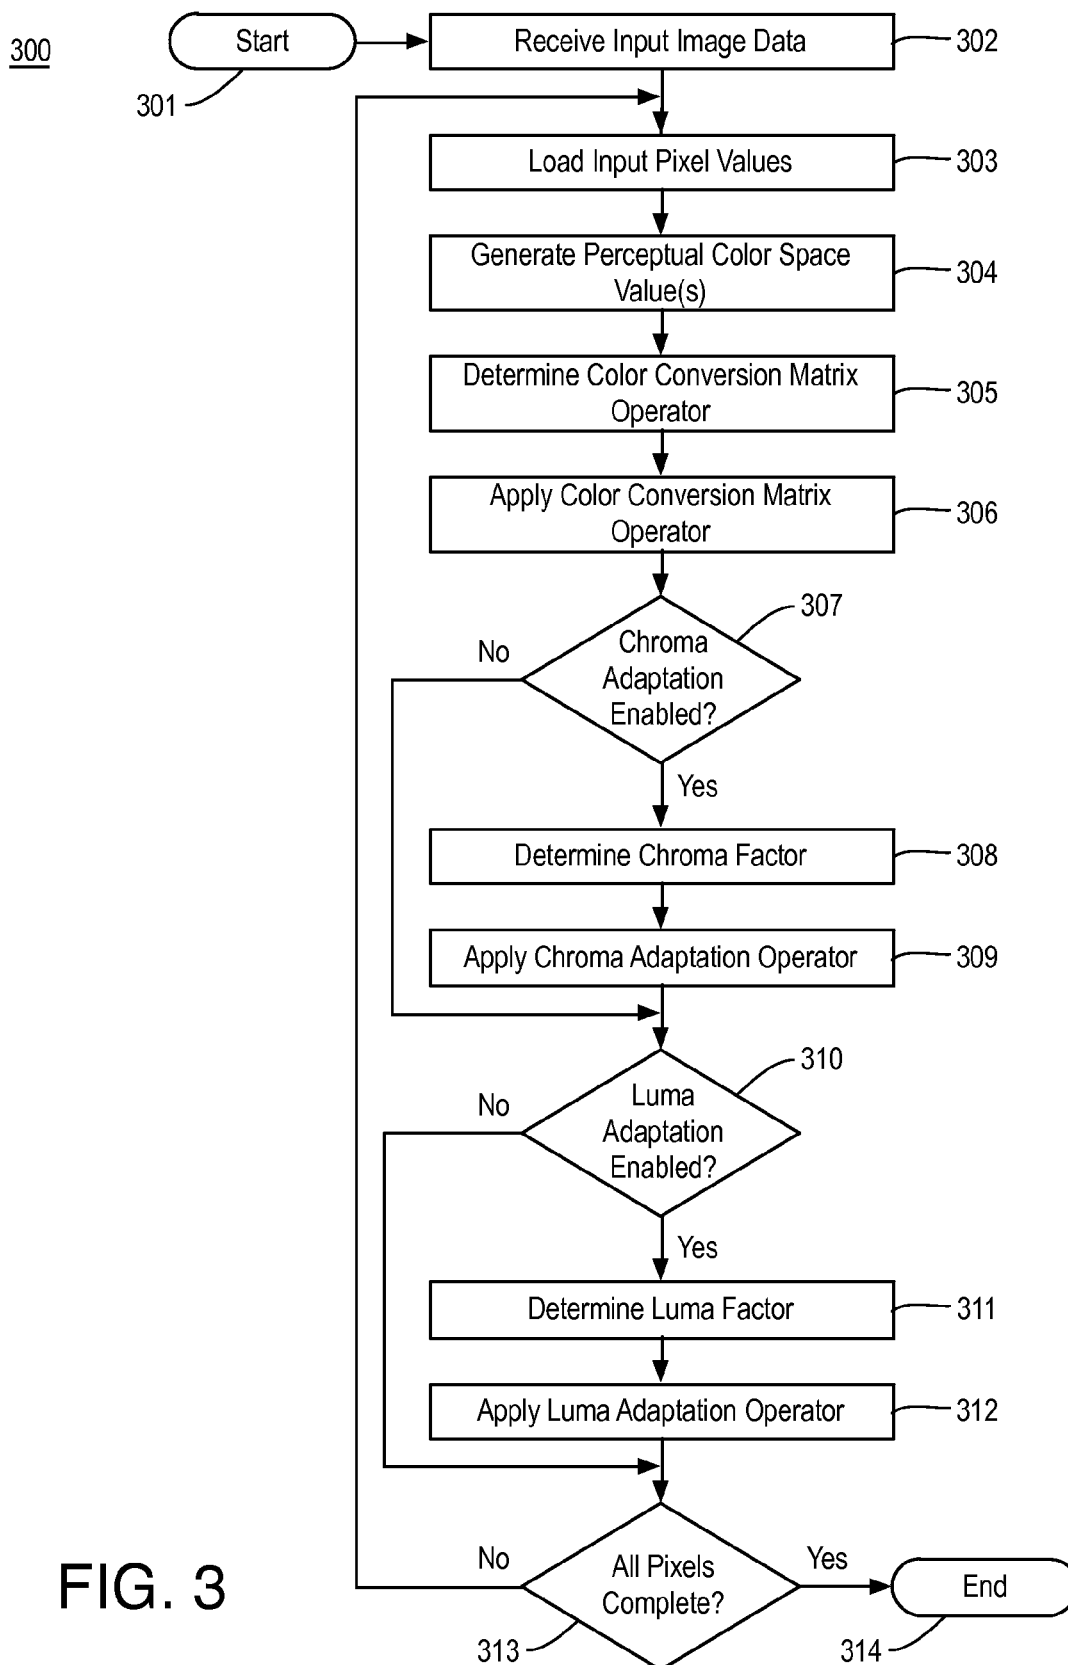 300
Start
301
Receive Input Image Data
302
Load Input Pixel Values
303
Generate Perceptual Color Space
Value(s)
304
Determine Color Conversion Matrix
Operator
305
Apply Color Conversion Matrix
Operator
306
307
No
Chroma
Adaptation
Enabled?
Yes
Determine Chroma Factor
308
Apply Chroma Adaptation Operator
309
310
No
Luma
Adaptation
Enabled?
Yes
Determine Luma Factor
311
Apply Luma Adaptation Operator
312
No
All Pixels
Complete?
Yes
End
313
314
FIG. 3